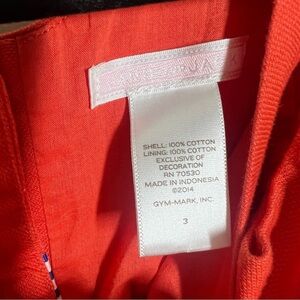 SHELL: 100% COTTON
LINING: 100% COTTON
EXCLUSIVE OF
DECORATION
RN 70530
MADE IN INDONESIA
©2014
GYM-MARK, INC.
3